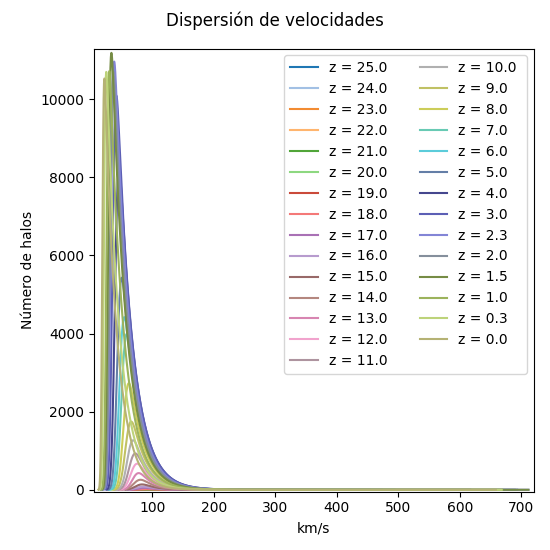 Dispersión de velocidades
Número de halos
10000
8000
6000
4000
2000
0
z = 25.0
z = 24.0
z = 23.0
z = 22.0
z = 21.0
z = 20.0
z = 19.0
z = 18.0
z = 17.0
z = 16.0
z = 15.0
z = 14.0
z = 13.0
z = 12.0
z = 11.0
z = 10.0
z = 9.0
z = 8.0
z = 7.0
z = 6.0
z = 5.0
z = 4.0
z = 3.0
z = 2.3
z = 2.0
z = 1.5
z = 1.0
z = 0.3
z = 0.0
100 200 300 400 500 600 700
km/s